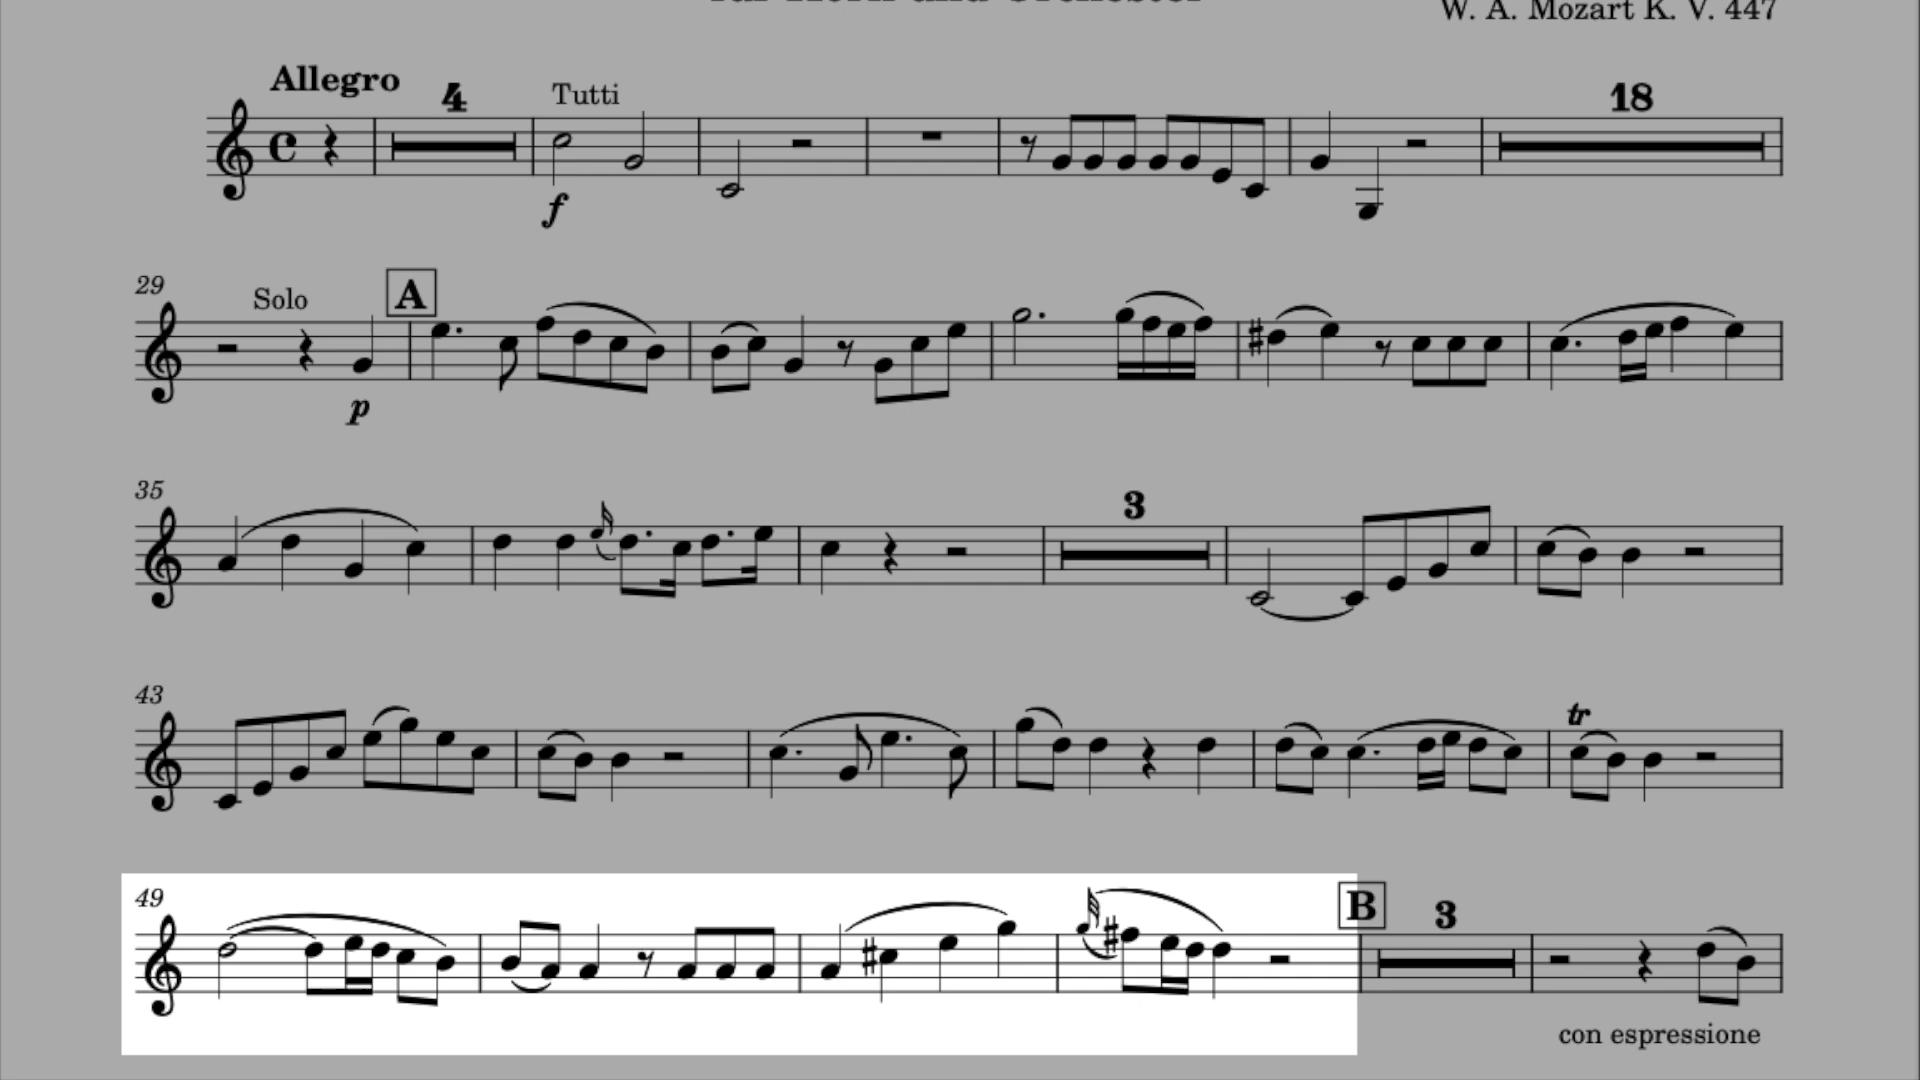 W. A. Mozart K. V. 447
Allegro
4
Tutti
18
f
29
Solo
A
p
35
3
43
tr
49
B
3
con espressione